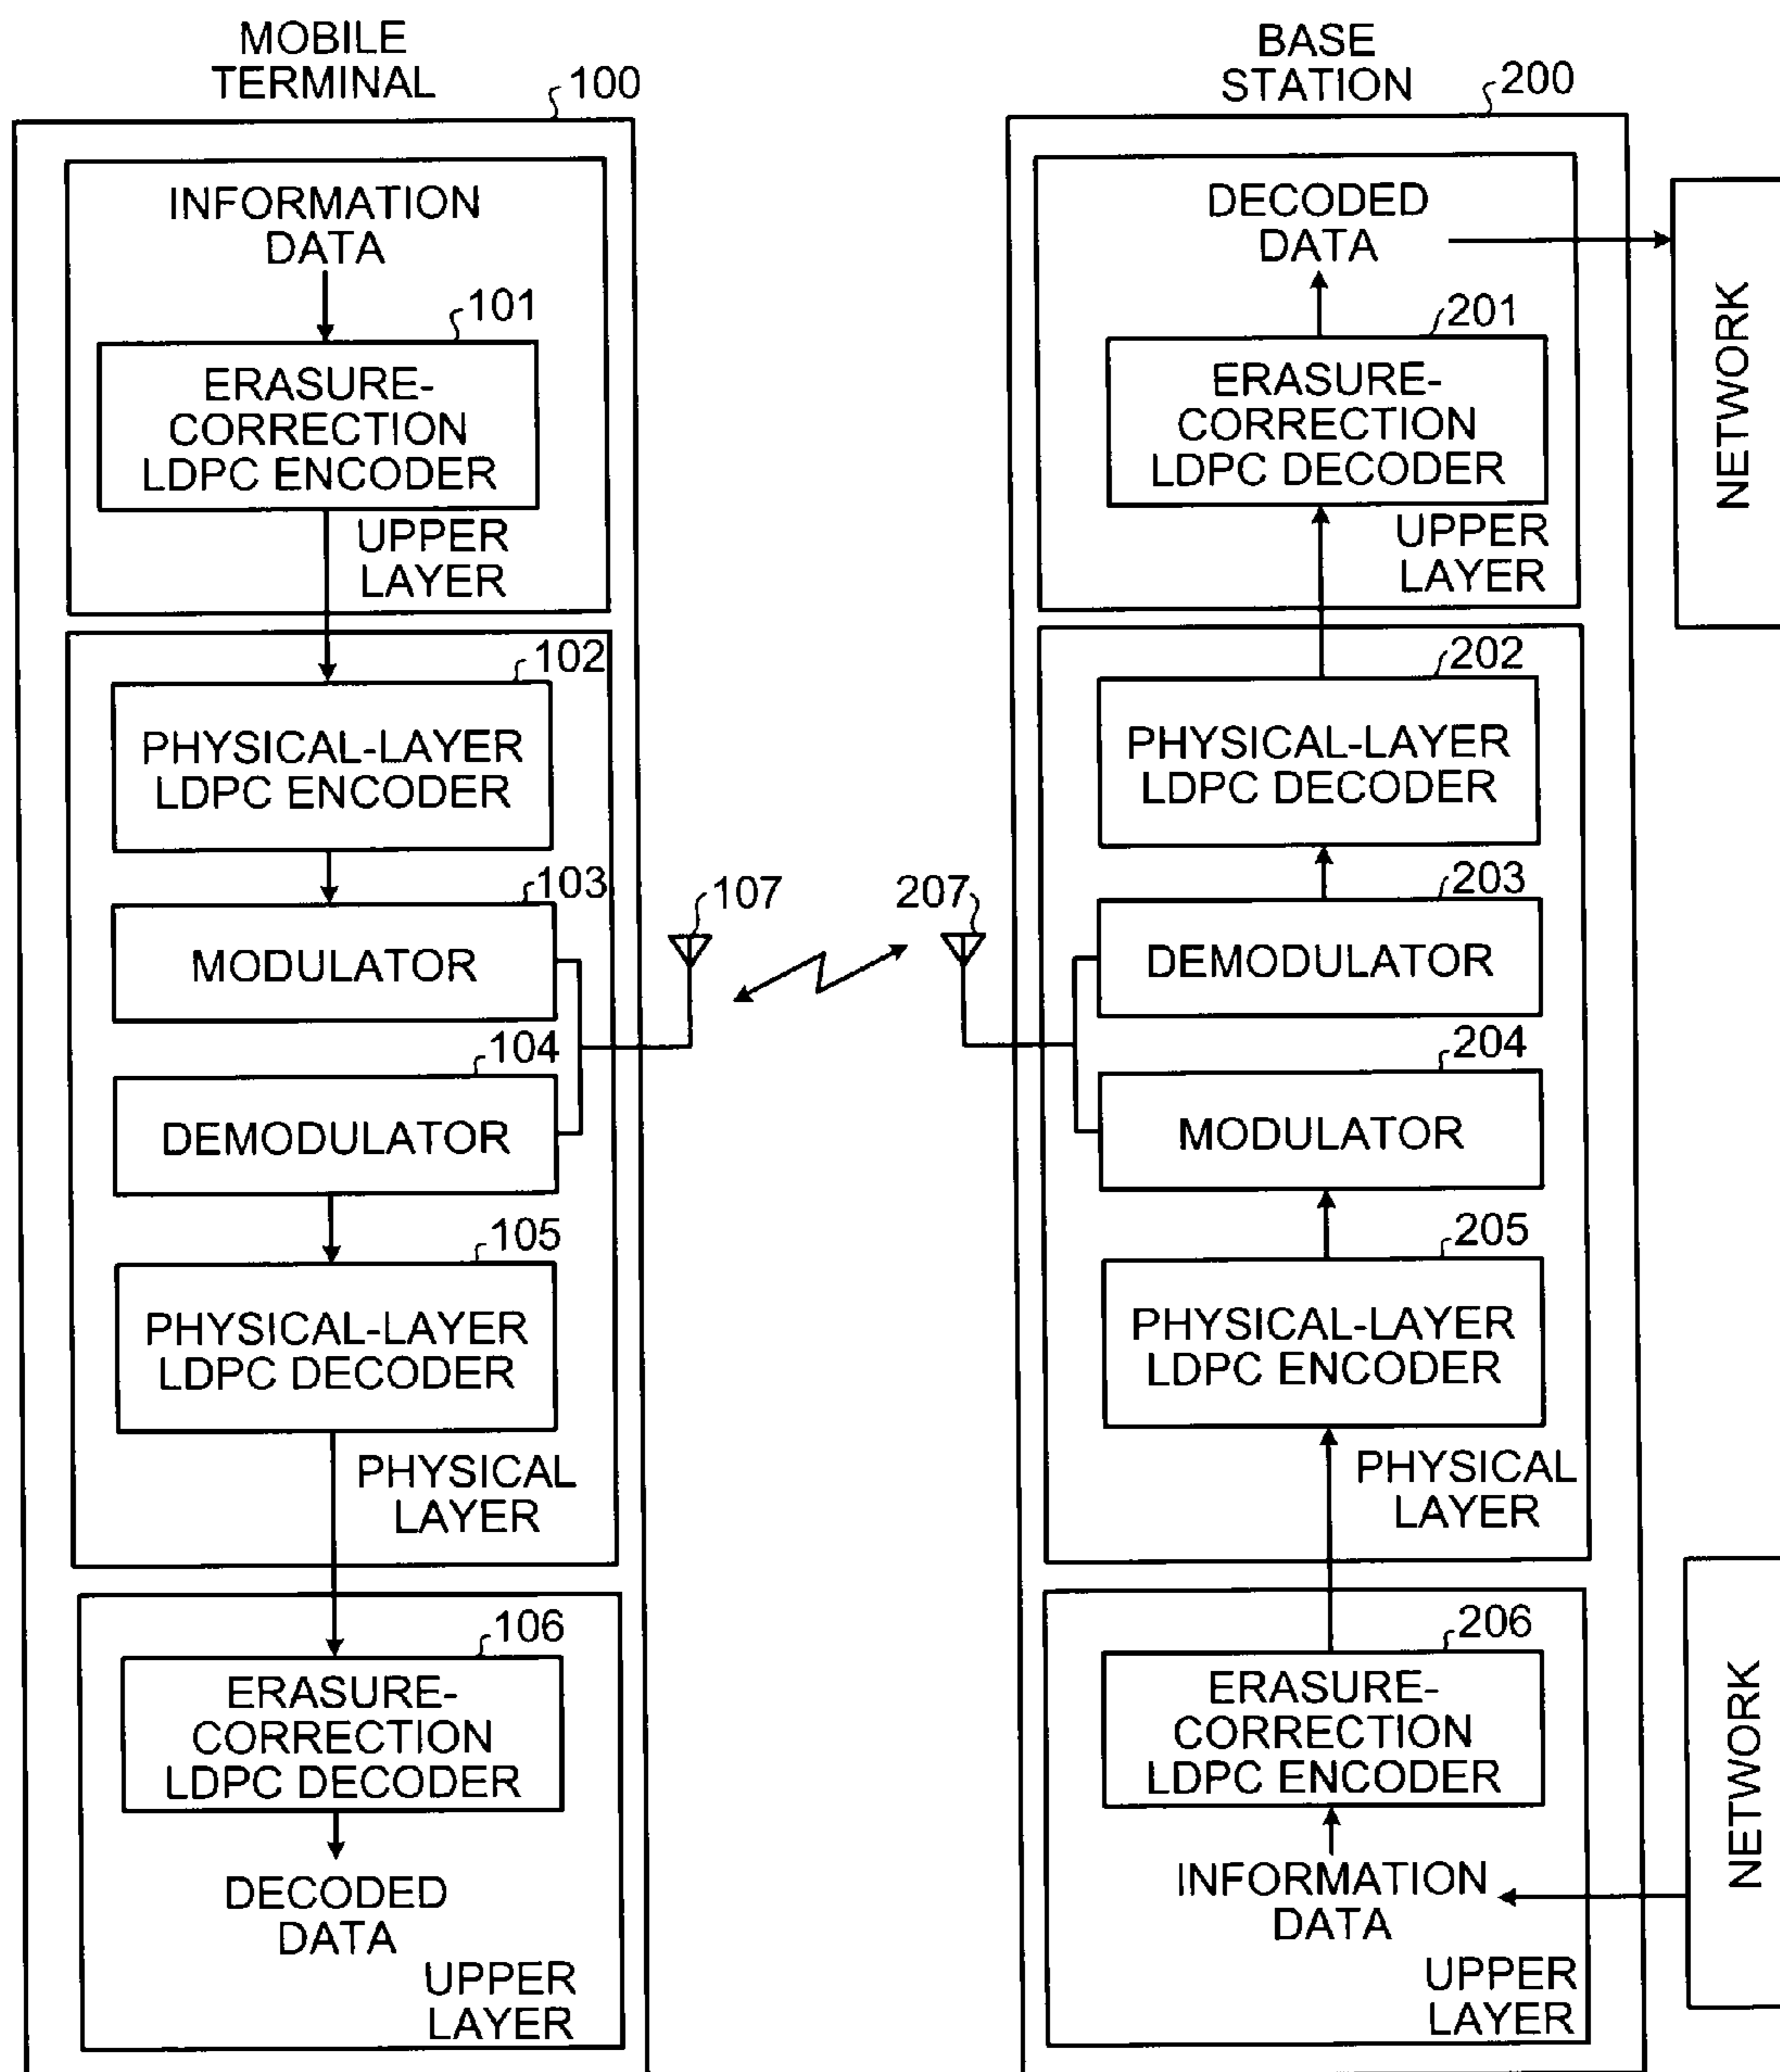 MOBILE
TERMINAL
100
INFORMATION
DATA
101
ERASURE-
CORRECTION
LDPC ENCODER
UPPER
LAYER
102
PHYSICAL-LAYER
LDPC ENCODER
103
MODULATOR
107
104
DEMODULATOR
105
PHYSICAL-LAYER
LDPC DECODER
PHYSICAL
LAYER
106
ERASURE-
CORRECTION
LDPC DECODER
DECODED
DATA
UPPER
LAYER
BASE
STATION
200
DECODED
DATA
201
ERASURE-
CORRECTION
LDPC DECODER
UPPER
LAYER
202
PHYSICAL-LAYER
LDPC DECODER
203
207
DEMODULATOR
204
MODULATOR
205
PHYSICAL-LAYER
LDPC ENCODER
PHYSICAL
LAYER
206
ERASURE-
CORRECTION
LDPC ENCODER
INFORMATION
DATA
UPPER
LAYER
NETWORK
NETWORK